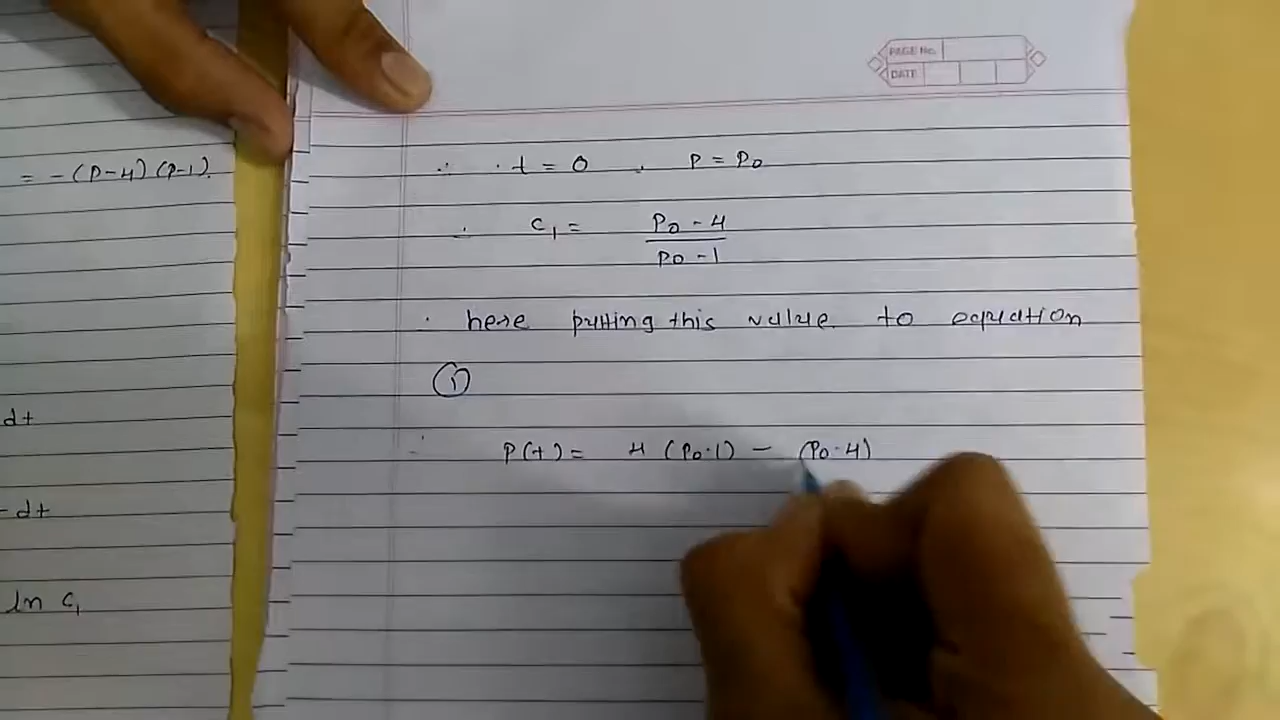 = -(P-4)(P-1).
dt
- dt
ln C₁
PAGE No.
DATE
∴ t = 0 , P = P₀
∴ C₁ = P₀ - 4 / P₀ - 1
here putting this value to equation
①
∴ P(t) = 4 (P₀-1) - (P₀-4)